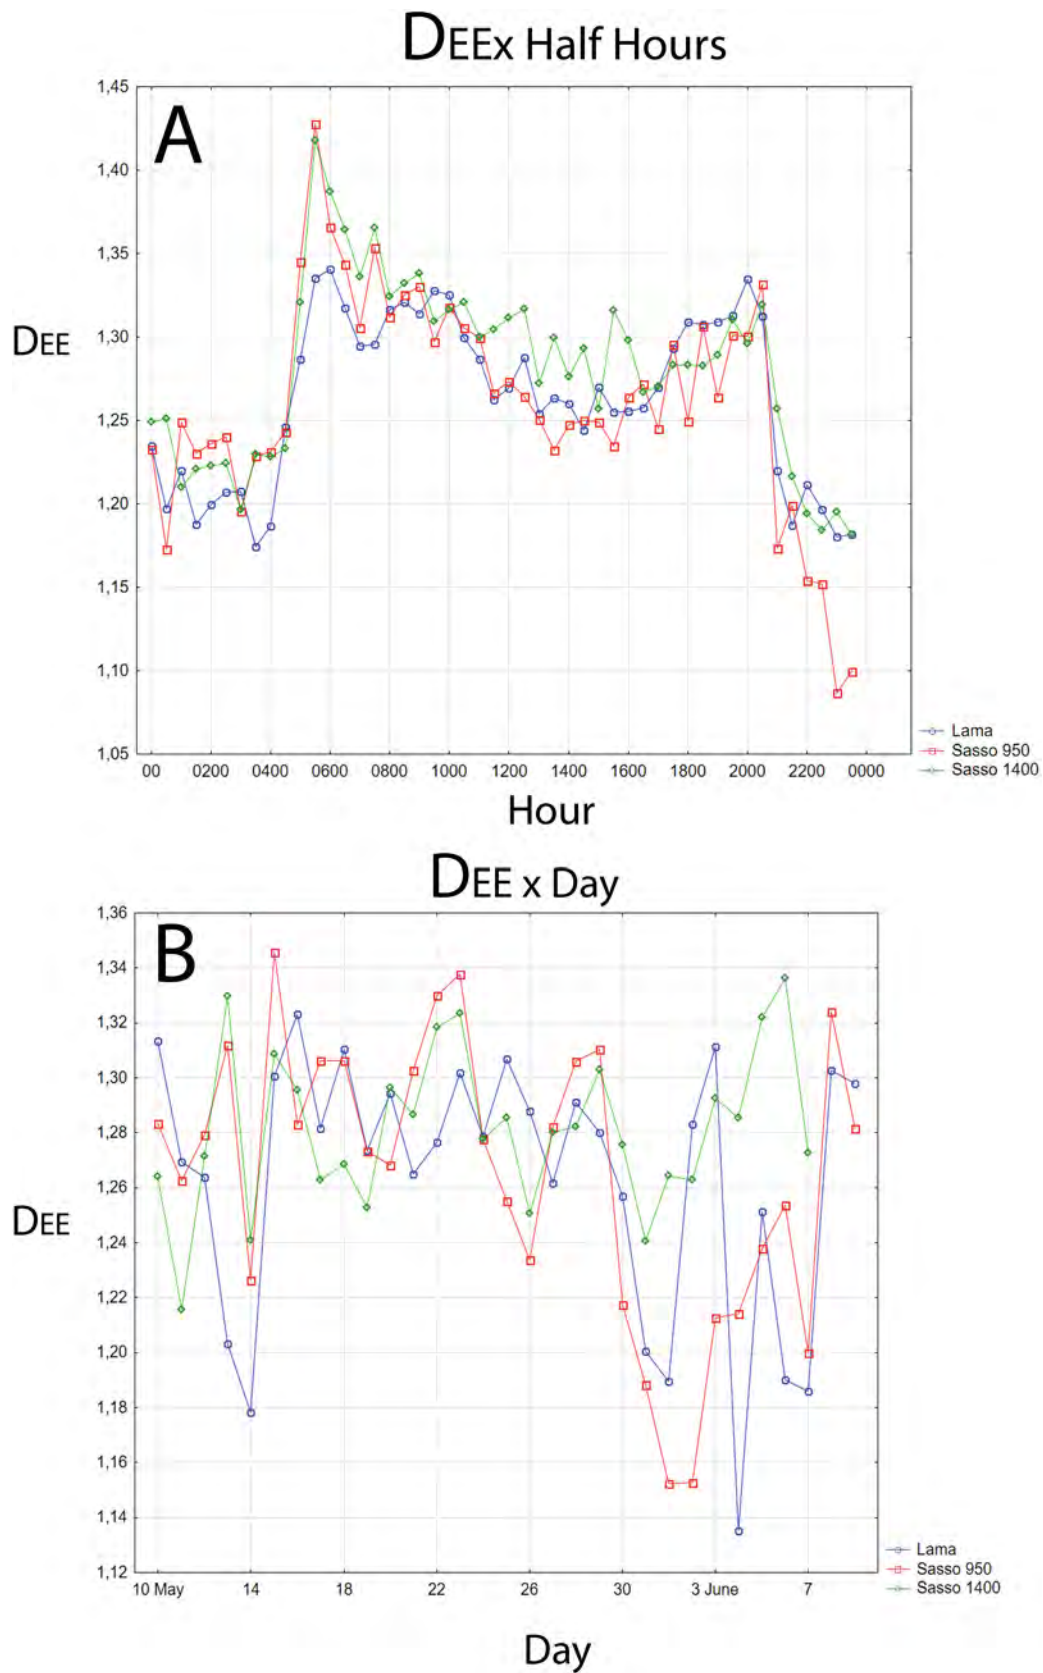 DEEx Half Hours
A
1,45
1,40
1,35
1,30
1,25
1,20
1,15
1,10
1,05
DEE
00 0200 0400 0600 0800 1000 1200 1400 1600 1800 2000 2200 0000
Hour
Lama
Sasso 950
Sasso 1400
DEE x Day
B
1,36
1,34
1,32
1,30
1,28
1,26
1,24
1,22
1,20
1,18
1,16
1,14
1,12
DEE
10 May 14 18 22 26 30 3 June 7
Day
Lama
Sasso 950
Sasso 1400